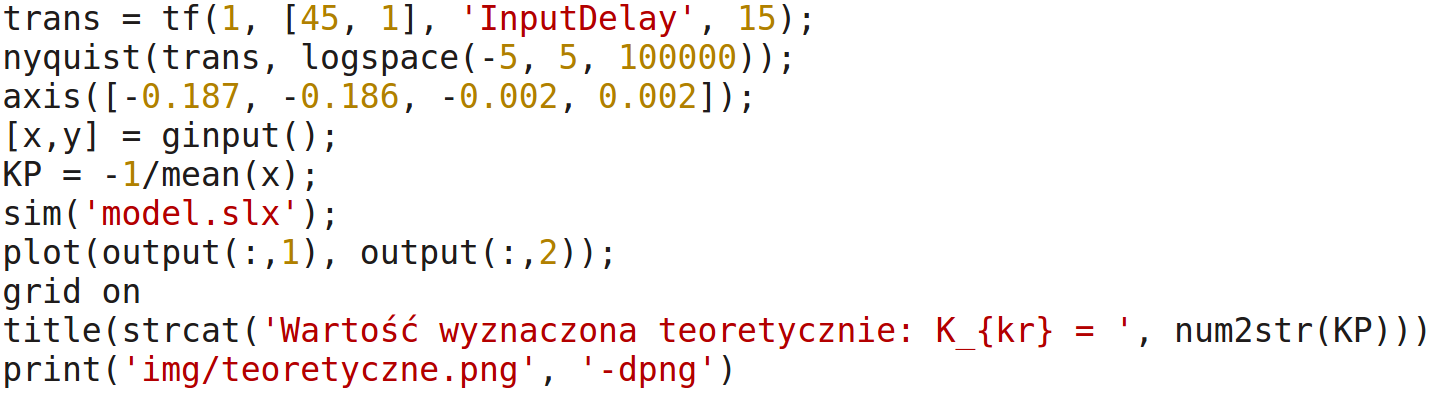 trans = tf(1, [45, 1], 'InputDelay', 15);
nyquist(trans, logspace(-5, 5, 100000));
axis([-0.187, -0.186, -0.002, 0.002]);
[x,y] = ginput();
KP = -1/mean(x);
sim('model.slx');
plot(output(:,1), output(:,2));
grid on
title(strcat('Wartość wyznaczona teoretycznie: K_{kr} = ', num2str(KP)))
print('img/teoretyczne.png', '-dpng')